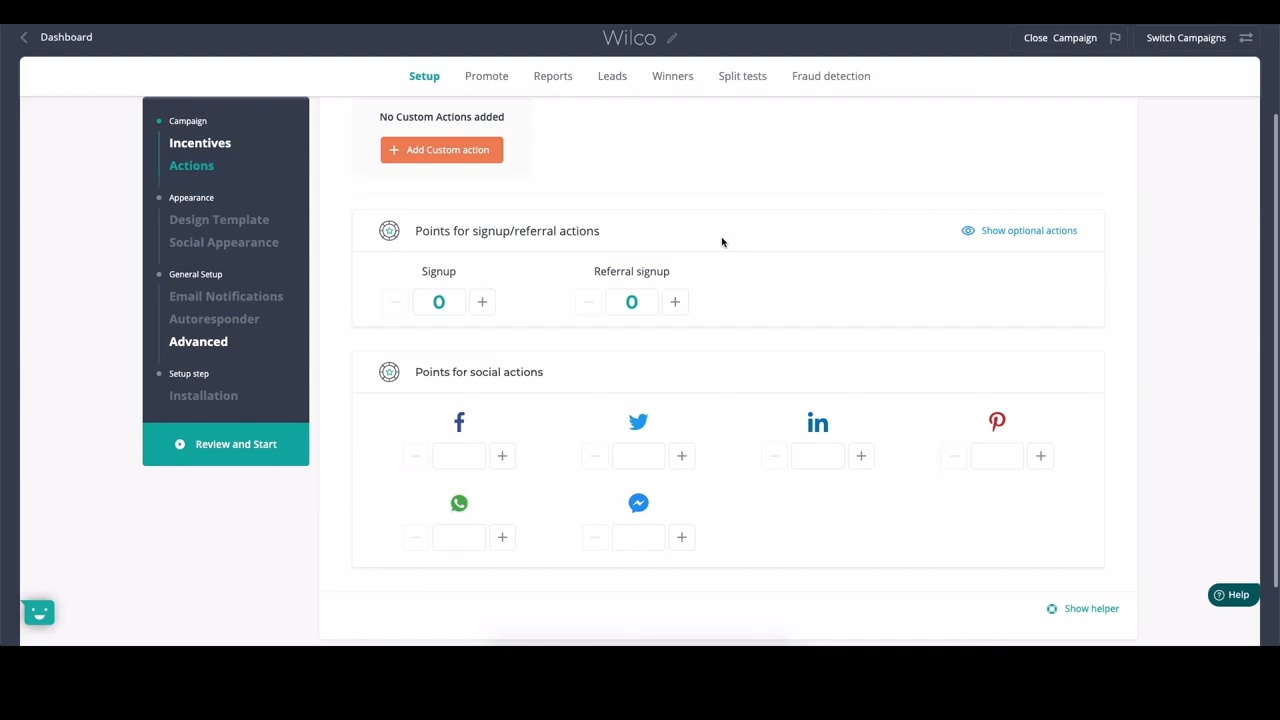 Dashboard
Wilco
Close Campaign
Switch Campaigns
Setup
Promote
Reports
Leads
Winners
Split tests
Fraud detection
Campaign
Incentives
Actions
Appearance
Design Template
Social Appearance
General Setup
Email Notifications
Autoresponder
Advanced
Setup step
Installation
Review and Start
No Custom Actions added
+ Add Custom action
Points for signup/referral actions
Show optional actions
Signup
Referral signup
− 0 +
− 0 +
Points for social actions
f
in
− +
− +
− +
− +
− +
− +
Show helper
? Help